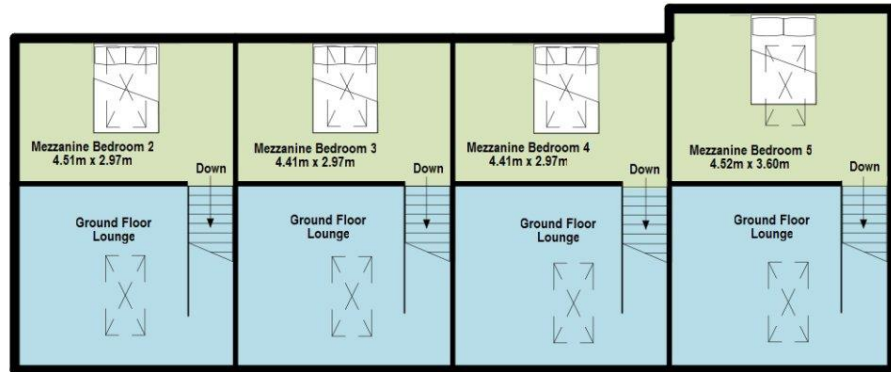 Mezzanine Bedroom 2
4.51m x 2.97m
Down
Mezzanine Bedroom 3
4.41m x 2.97m
Down
Mezzanine Bedroom 4
4.41m x 2.97m
Down
Mezzanine Bedroom 5
4.52m x 3.60m
Down
Ground Floor
Lounge
Ground Floor
Lounge
Ground Floor
Lounge
Ground Floor
Lounge